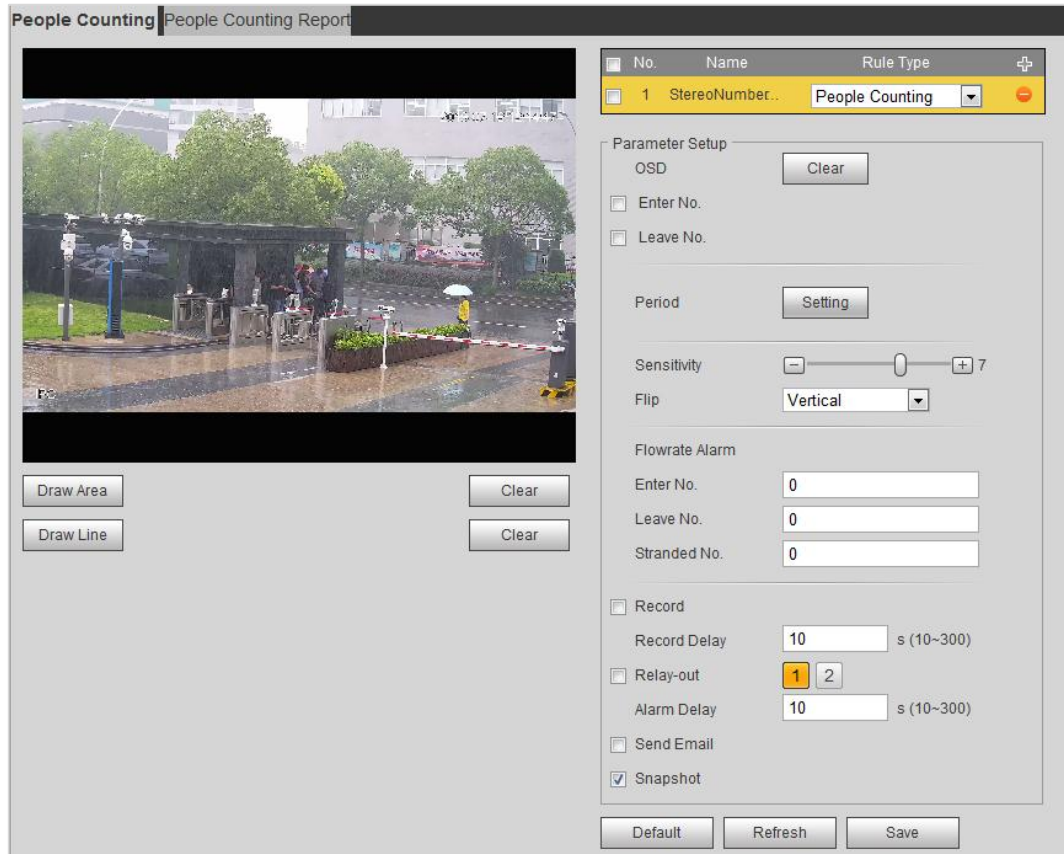 People Counting People Counting Report
No. Name Rule Type
1 StereoNumber... People Counting
Parameter Setup
OSD Clear
Enter No.
Leave No.
Period Setting
Sensitivity 7
Flip Vertical
Flowrate Alarm
Enter No. 0
Leave No. 0
Stranded No. 0
Record
Record Delay 10 s (10~300)
Relay-out 1 2
Alarm Delay 10 s (10~300)
Send Email
Snapshot
Default Refresh Save
Draw Area Clear
Draw Line Clear